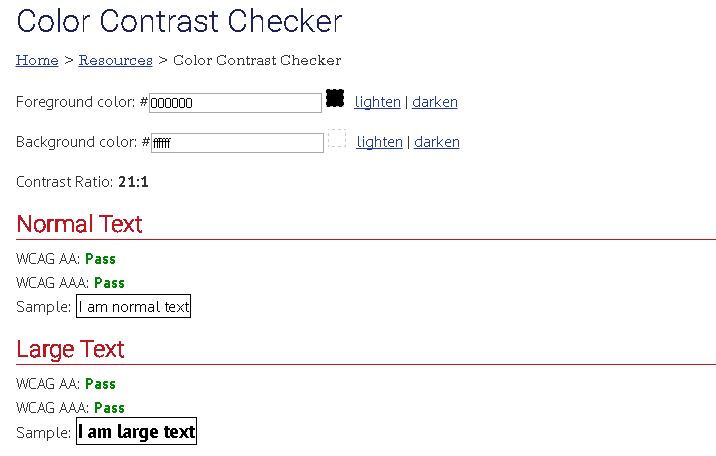 Color Contrast Checker
Home > Resources > Color Contrast Checker
Foreground color: #000000 lighten | darken
Background color: #ffffff lighten | darken
Contrast Ratio: 21:1
Normal Text
WCAG AA: Pass
WCAG AAA: Pass
Sample: I am normal text
Large Text
WCAG AA: Pass
WCAG AAA: Pass
Sample: I am large text